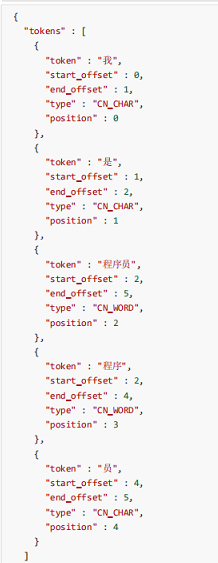 {
"tokens" : [
{
"token" : "我",
"start_offset" : 0,
"end_offset" : 1,
"type" : "CN_CHAR",
"position" : 0
},
{
"token" : "是",
"start_offset" : 1,
"end_offset" : 2,
"type" : "CN_CHAR",
"position" : 1
},
{
"token" : "程序员",
"start_offset" : 2,
"end_offset" : 5,
"type" : "CN_WORD",
"position" : 2
},
{
"token" : "程序",
"start_offset" : 2,
"end_offset" : 4,
"type" : "CN_WORD",
"position" : 3
},
{
"token" : "员",
"start_offset" : 4,
"end_offset" : 5,
"type" : "CN_CHAR",
"position" : 4
}
]